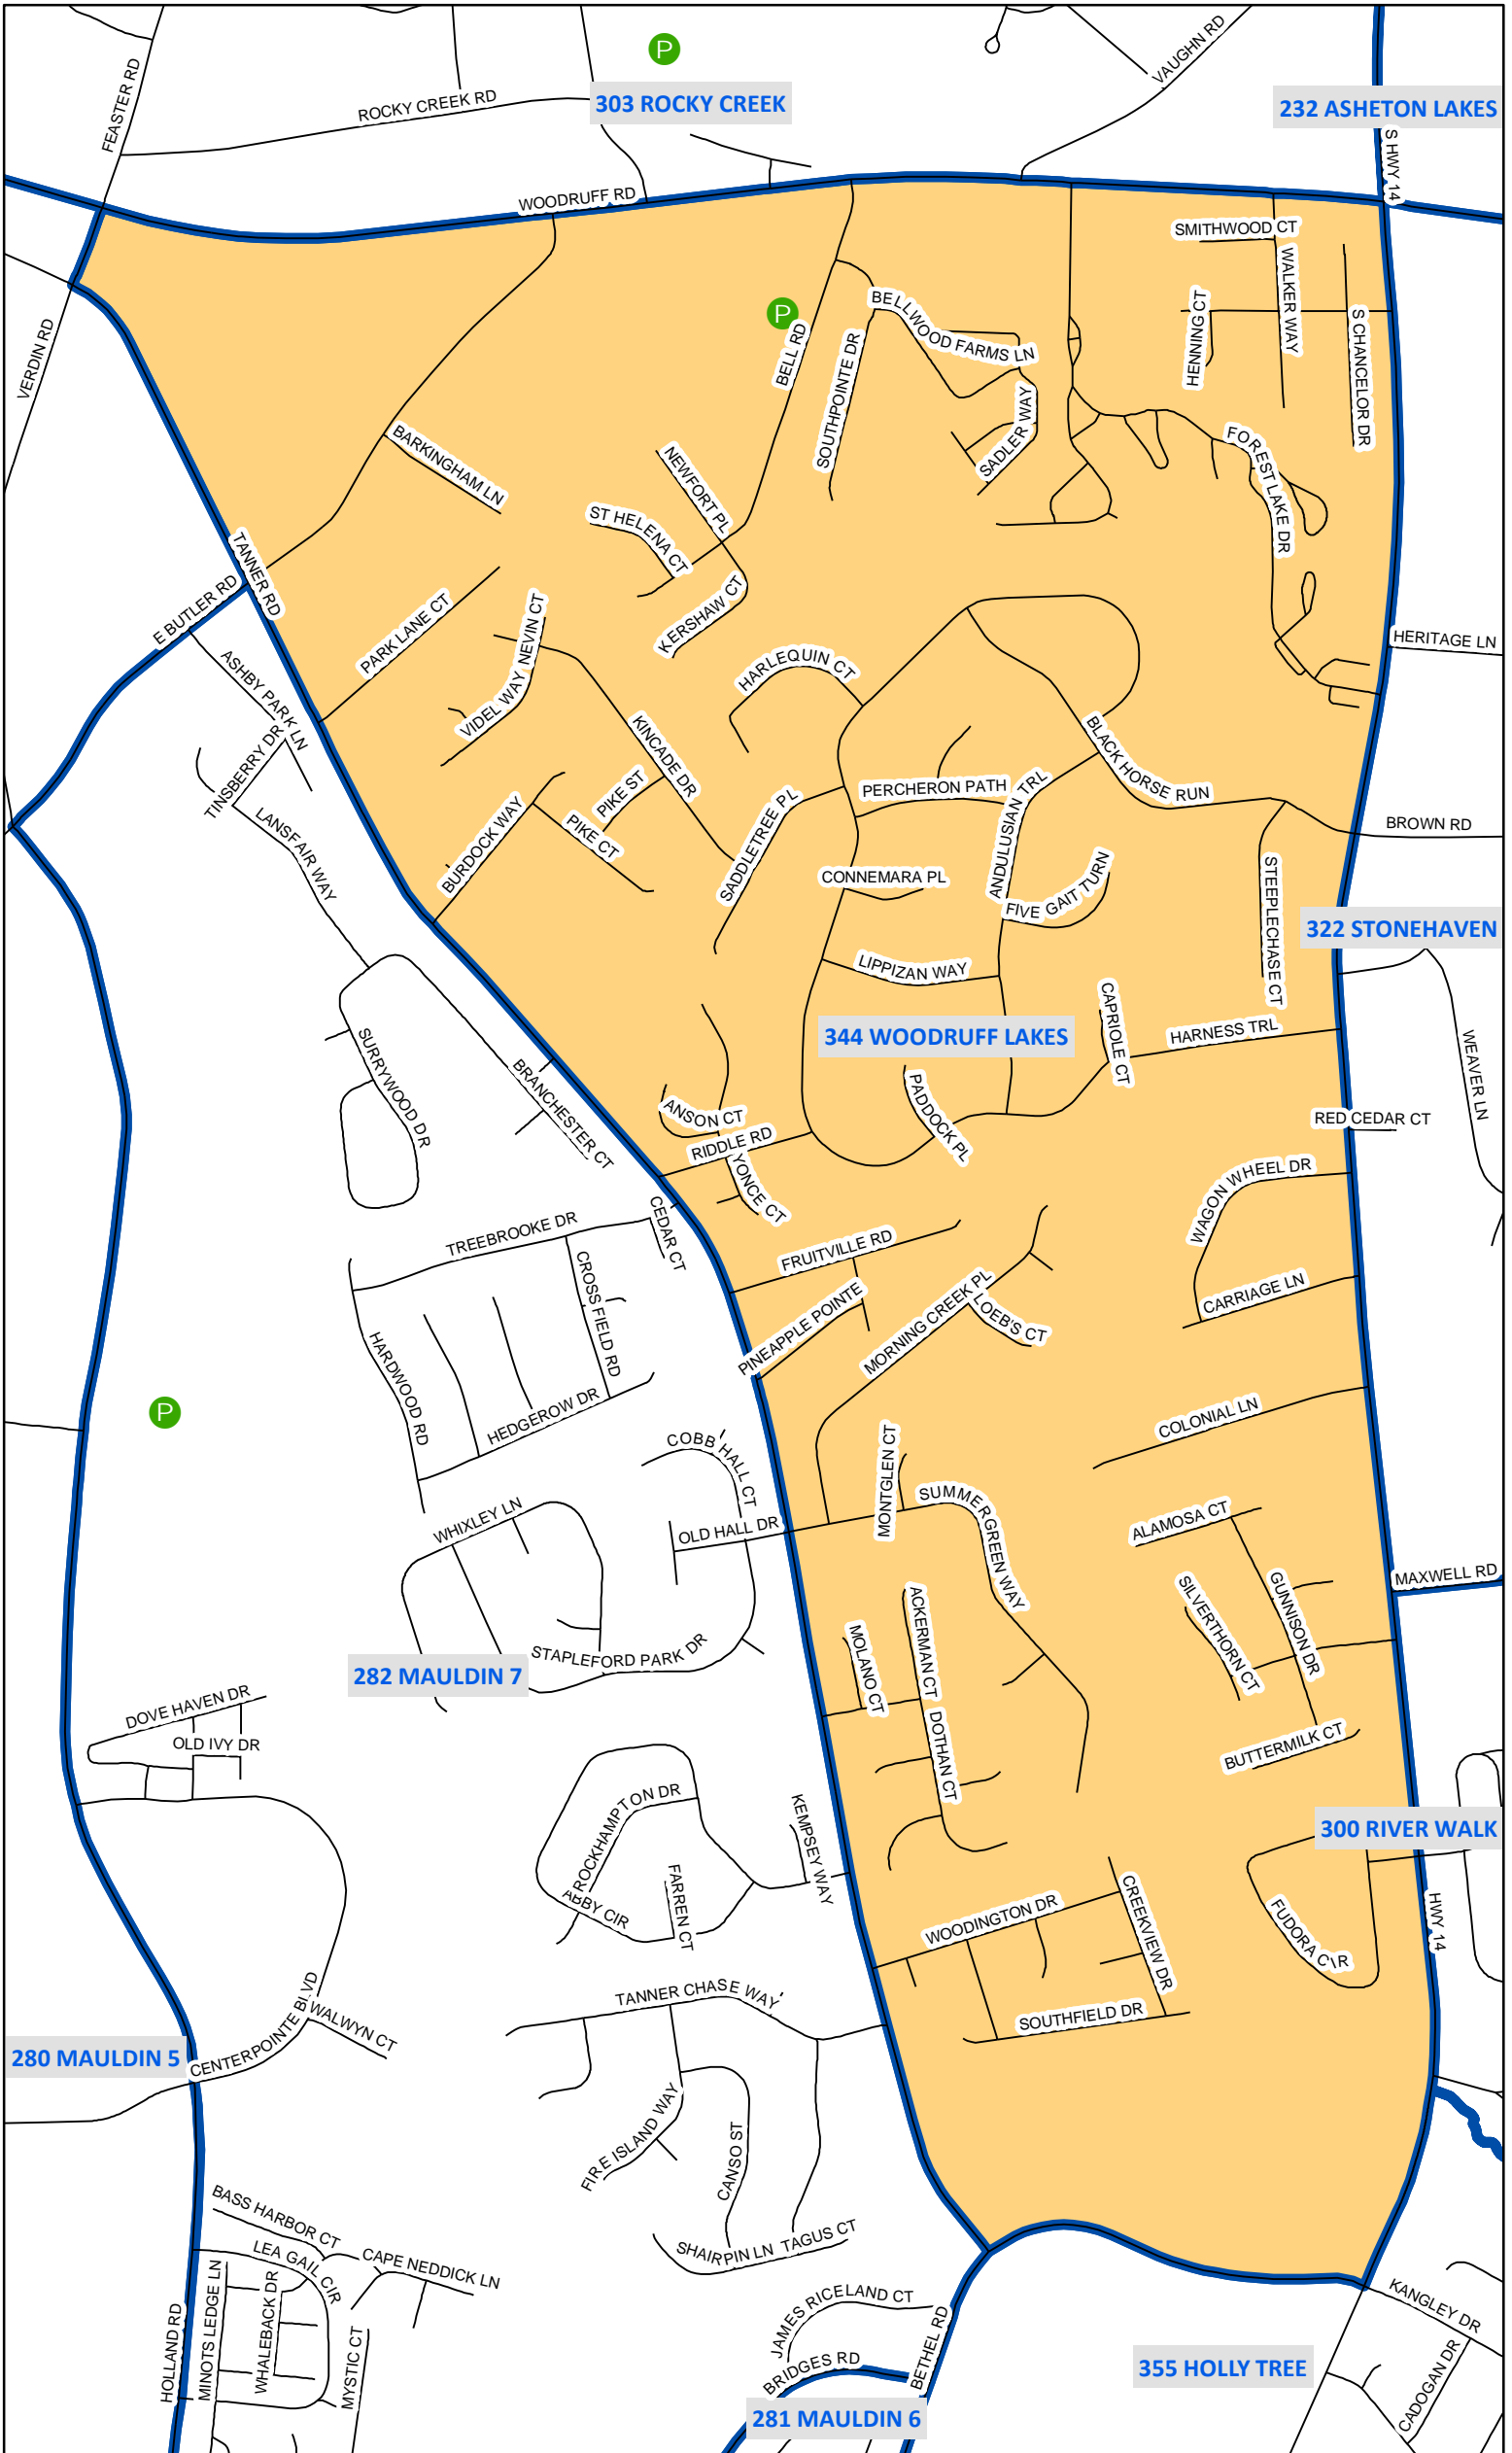 VAUGHN RD
P
FEASTER RD
303 ROCKY CREEK
ROCKY CREEK RD
232 ASHETON LAKES
S HWY 14
WOODRUFF RD
SMITHWOOD CT
WALKER WAY
HENNING CT
S CHANCELOR DR
BELLWOOD FARMS LN
P
BELL RD
SOUTHPOINTE DR
VERDIN RD
SADLER WAY
BARKINGHAM LN
NEWFORT PL
FOREST LAKE DR
ST HELENA CT
TANNER RD
E BUTLER RD
KERSHAW CT
PARK LANE CT
NEVIN CT
HERITAGE LN
ASHBY PARK LN
HARLEQUIN CT
VIDEL WAY
KINCADE DR
TINSBERRY DR
BLACK HORSE RUN
PERCHERON PATH
ANDULUSIAN TRL
PIKE ST
PIKE CT
SADDLETREE PL
BURDOCK WAY
BROWN RD
LANSFAIR WAY
CONNEMARA PL
FIVE GAIT TURN
STEEPLECHASE CT
322 STONEHAVEN
LIPPIZAN WAY
CAPRIOLE CT
344 WOODRUFF LAKES
HARNESS TRL
WEAVER LN
SURRYWOOD DR
BRANCHESTER CT
PADDOCK PL
ANSON CT
RED CEDAR CT
RIDDLE RD
YONCE CT
WAGON WHEEL DR
CEDAR CT
TREEBROOKE DR
FRUITVILLE RD
CROSS FIELD RD
PINEAPPLE POINTE
MORNING CREEK PL
LOEB'S CT
CARRIAGE LN
HARDWOOD RD
HEDGEROW DR
P
COLONIAL LN
COBB HALL CT
MONTGLEN CT
SUMMERGREEN WAY
WHIXLEY LN
OLD HALL DR
ALAMOSA CT
MAXWELL RD
SILVERTHORN CT
GUNNISON DR
ACKERMAN CT
MOLANO CT
STAPLEFORD PARK DR
282 MAULDIN 7
DOVE HAVEN DR
OLD IVY DR
DOTHAN CT
BUTTERMILK CT
ROCKHAMPTON DR
KEMPSEY WAY
300 RIVER WALK
FARREN CT
ABBY CIR
WOODINGTON DR
CREEKVIEW DR
FUDORA CIR
HWY 14
TANNER CHASE WAY
SOUTHFIELD DR
CENTERPOINTE BLVD
WALWYN CT
280 MAULDIN 5
FIRE ISLAND WAY
CANSO ST
BASS HARBOR CT
SHAIRPIN LN
TAGUS CT
LEA GAIL CIR
CAPE NEDDICK LN
HOLLAND RD
MINOTS LEDGE LN
WHALEBACK DR
MYSTIC CT
JAMES RICELAND CT
BETHEL RD
BRIDGES RD
KANGLEY DR
355 HOLLY TREE
CADOGAN DR
281 MAULDIN 6